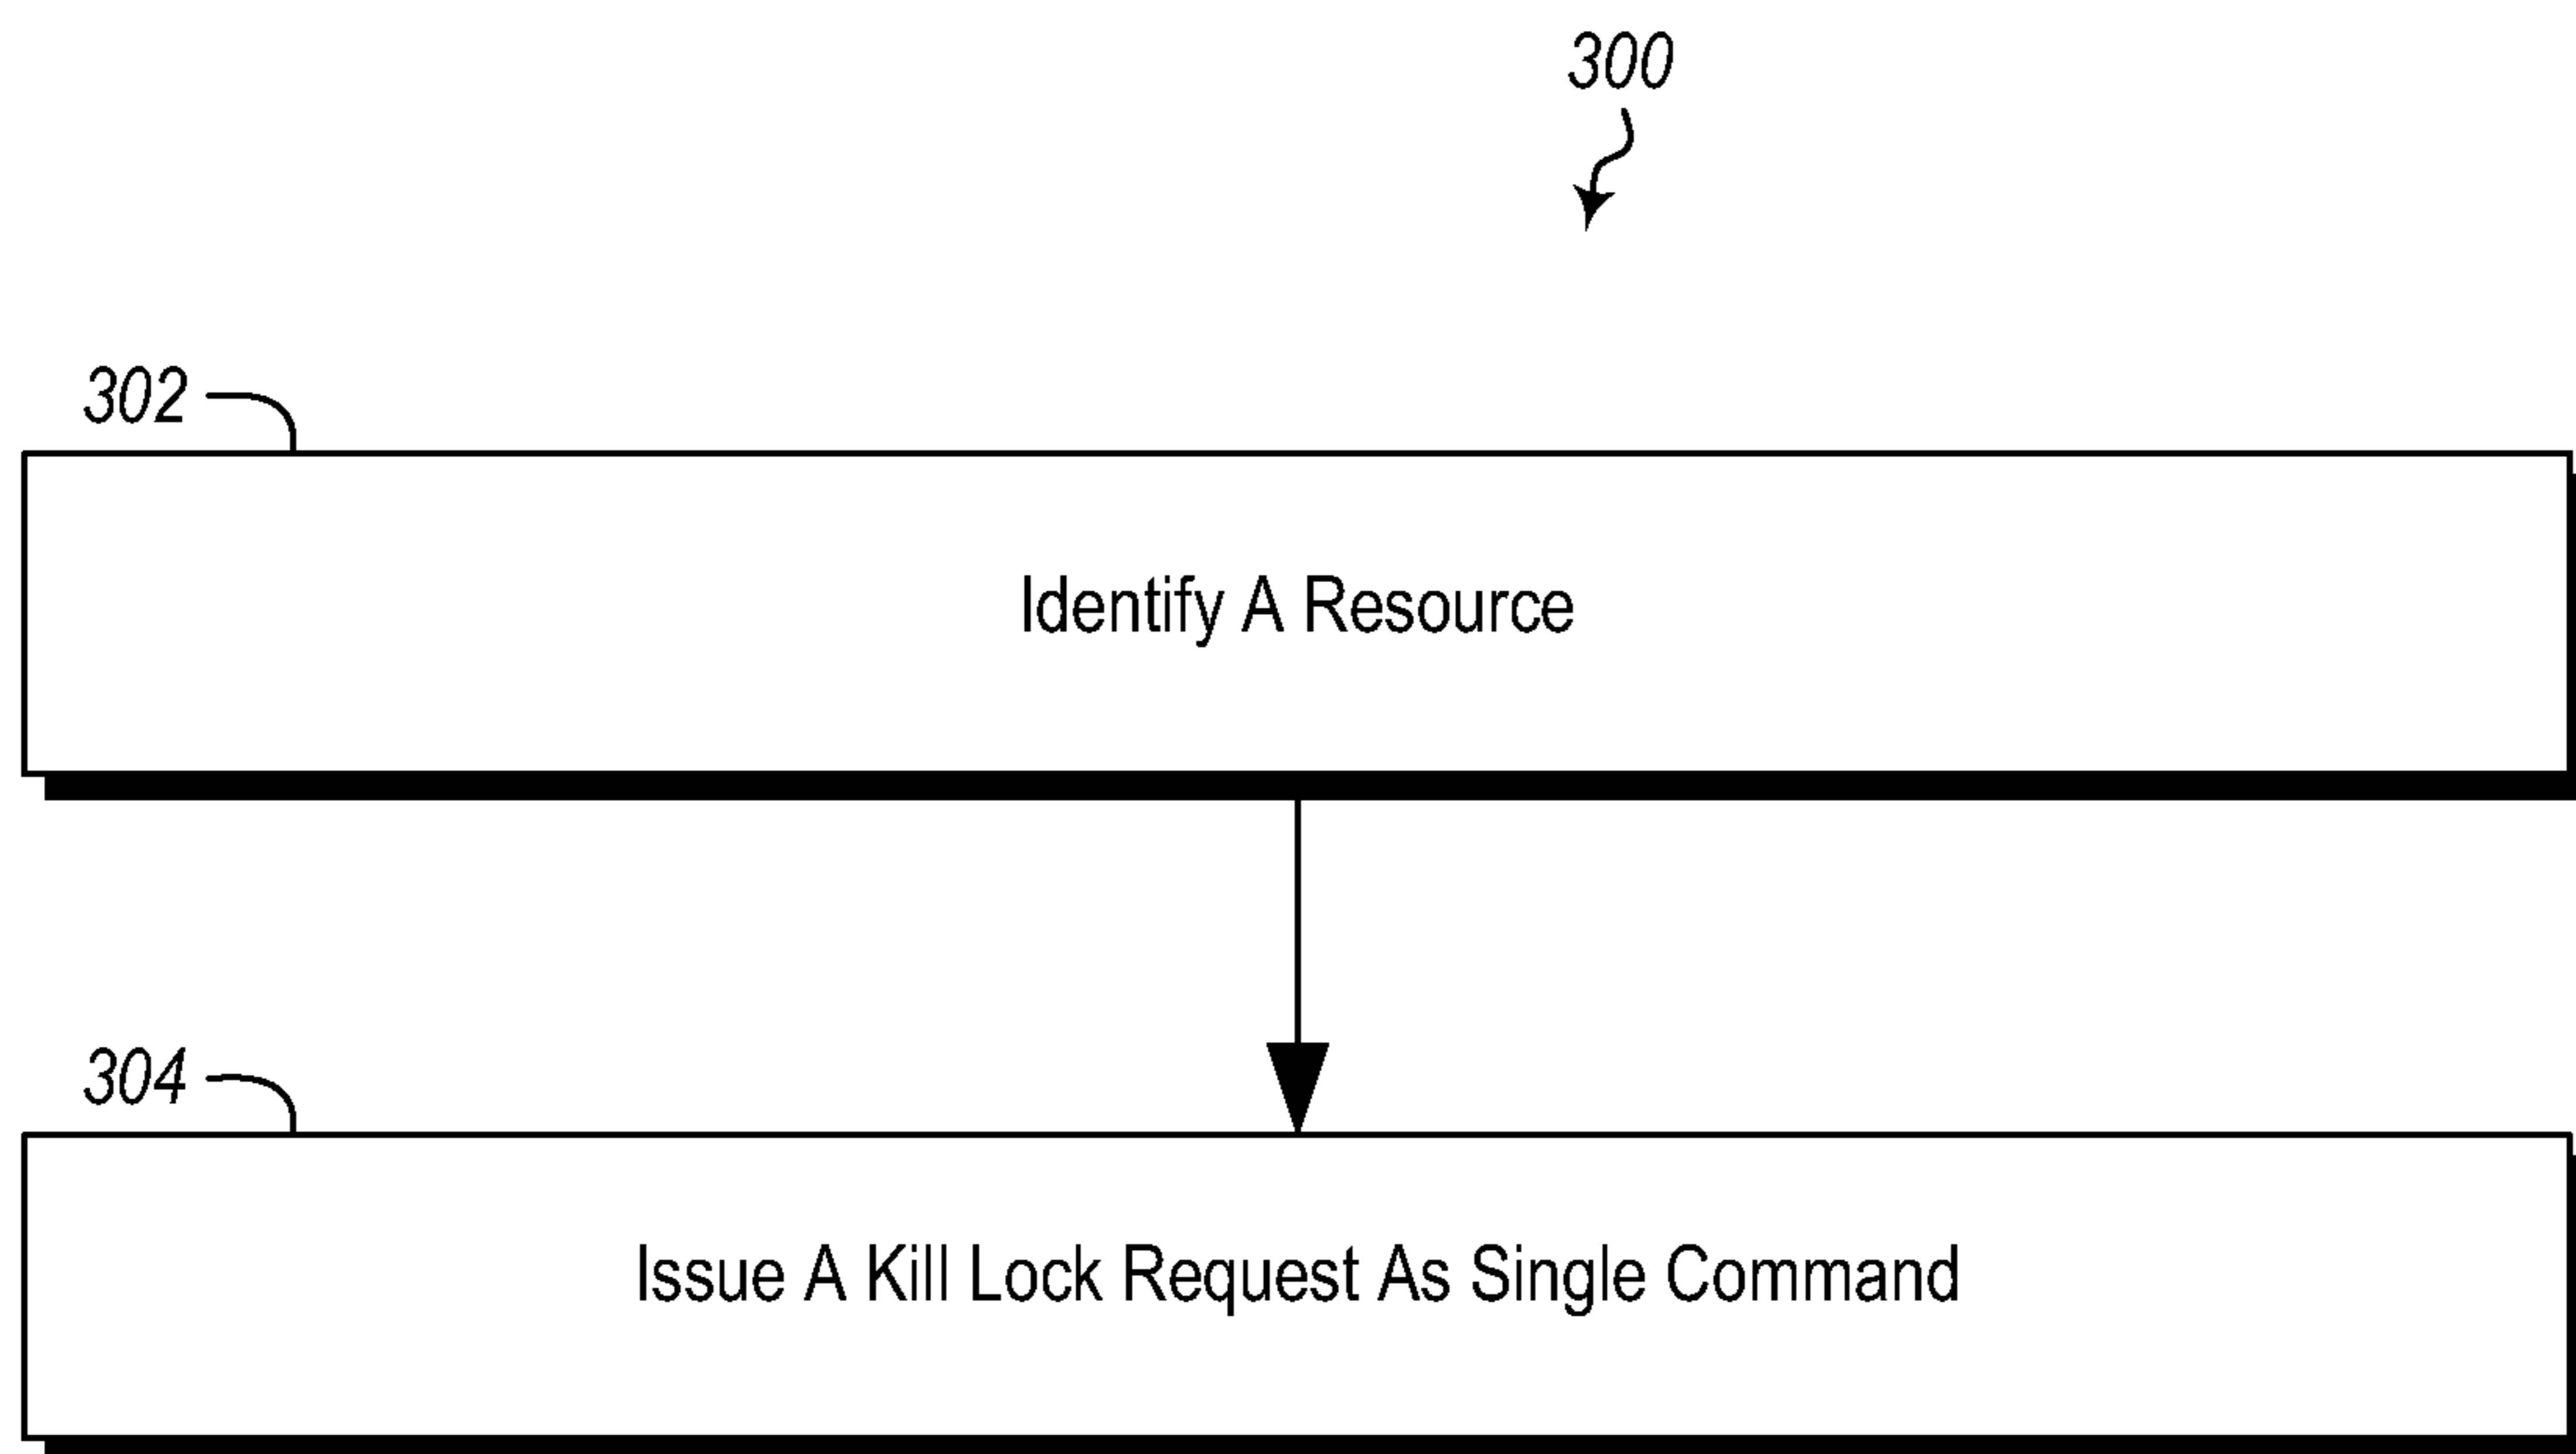 300
302
Identify A Resource
304
Issue A Kill Lock Request As Single Command